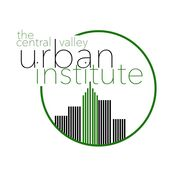 the
central valley
urban
institute